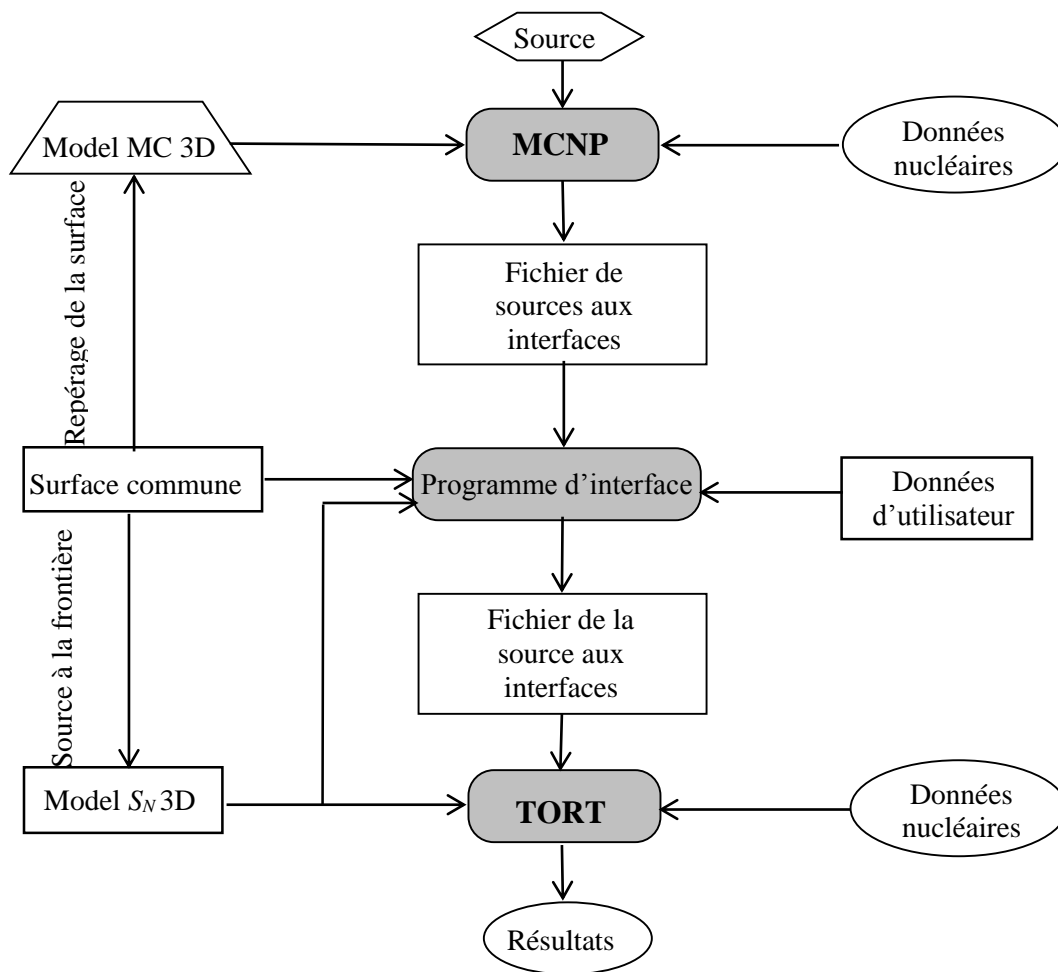 Source
Model MC 3D
MCNP
Données
nucléaires
Repérage de la surface
Fichier de
sources aux
interfaces
Surface commune
Programme d’interface
Données
d’utilisateur
Source à la frontière
Fichier de la
source aux
interfaces
Model SN 3D
TORT
Données
nucléaires
Résultats